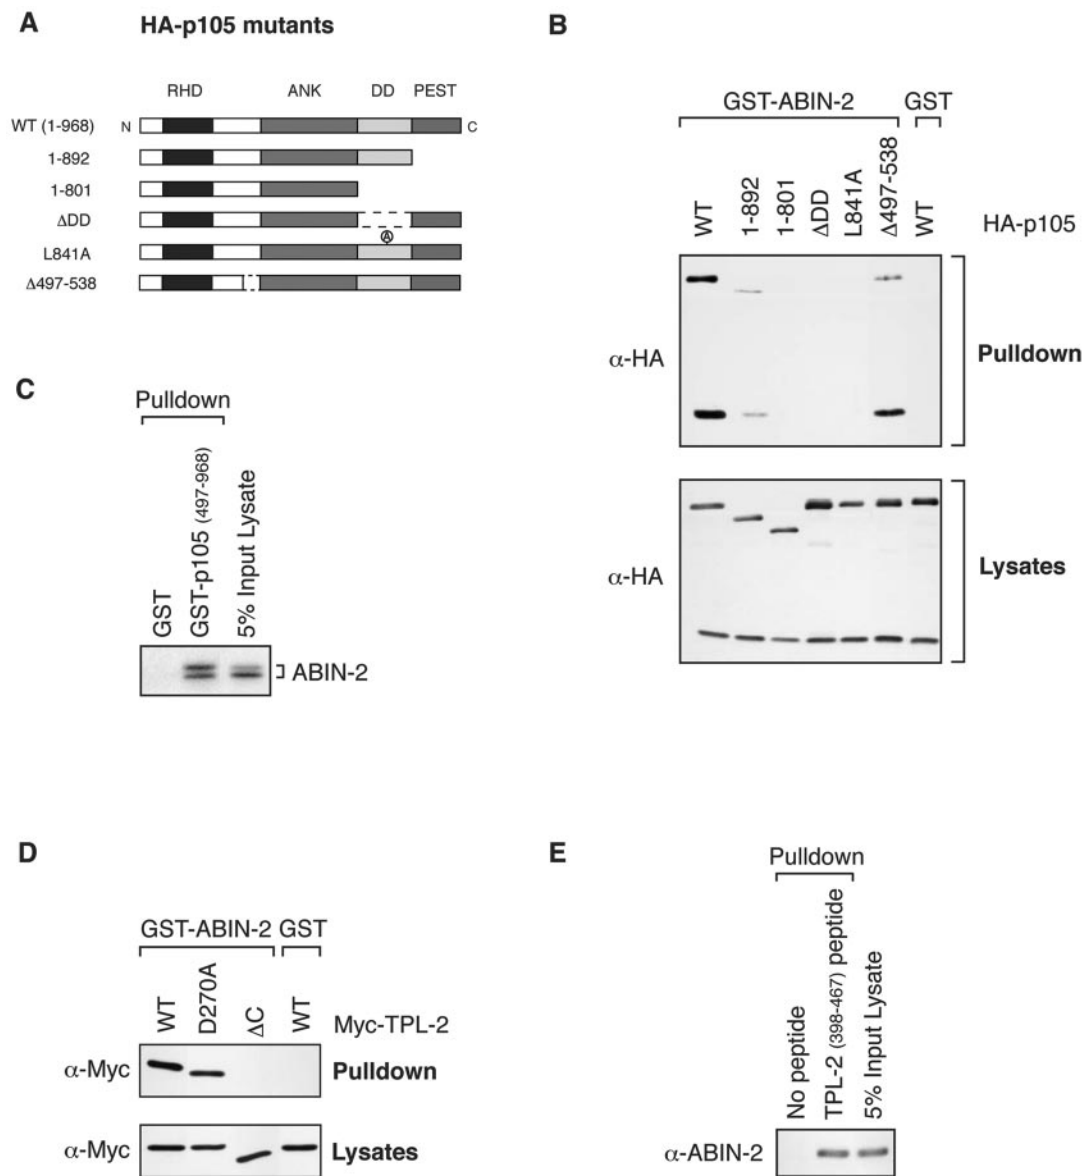 A
HA-p105 mutants
RHD ANK DD PEST
WT (1-968) N C
1-892
1-801
ΔDD
A
L841A
Δ497-538
B
GST-ABIN-2 GST
WT 1-892 1-801 ΔDD L841A Δ497-538 WT HA-p105
α-HA Pulldown
α-HA Lysates
C
Pulldown
GST GST-p105 (497-968) 5% Input Lysate
ABIN-2
D
GST-ABIN-2 GST
WT D270A ΔC WT Myc-TPL-2
α-Myc Pulldown
α-Myc Lysates
E
Pulldown
No peptide TPL-2 (398-467) peptide 5% Input Lysate
α-ABIN-2